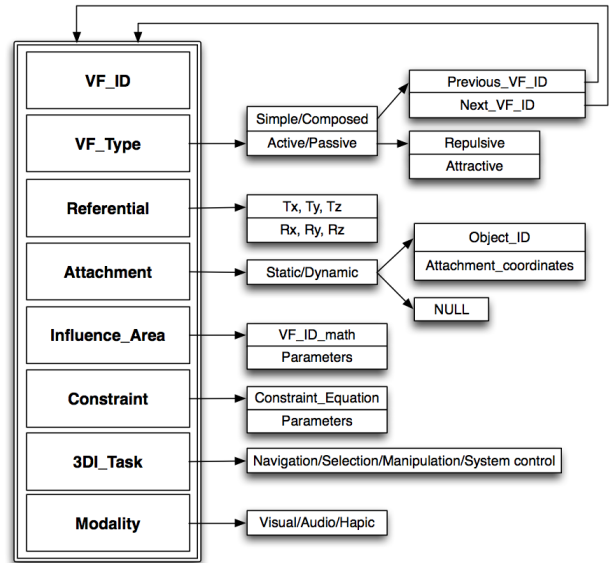 VF_ID
VF_Type
Simple/Composed
Active/Passive
Previous_VF_ID
Next_VF_ID
Repulsive
Attractive
Referential
Tx, Ty, Tz
Rx, Ry, Rz
Attachment
Static/Dynamic
Object_ID
Attachment_coordinates
NULL
Influence_Area
VF_ID_math
Parameters
Constraint
Constraint_Equation
Parameters
3DI_Task
Navigation/Selection/Manipulation/System control
Modality
Visual/Audio/Hapic